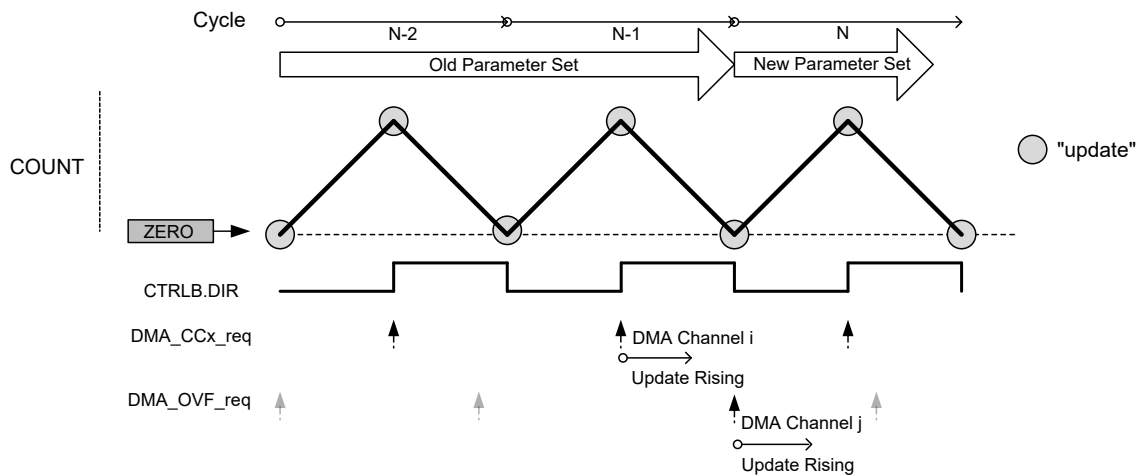 Cycle
N-2
N-1
N
Old Parameter Set
New Parameter Set
COUNT
"update"
ZERO
CTRLB.DIR
DMA_CCx_req
DMA Channel i
Update Rising
DMA_OVF_req
DMA Channel j
Update Rising